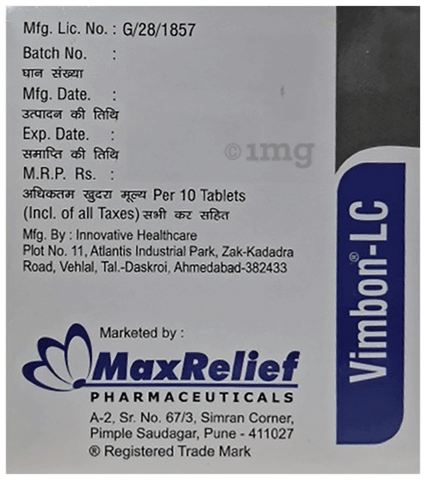 Mfg. Lic. No. : G/28/1857
Batch No. :
घान संख्या
Mfg. Date. :
उत्पादन की तिथि
Exp. Date. :
समाप्ति की तिथि
M.R.P. Rs. :
अधिकतम खुदरा मूल्य Per 10 Tablets
(Incl. of all Taxes) सभी कर सहित
Mfg. By : Innovative Healthcare
Plot No. 11, Atlantis Industrial Park, Zak-Kadadra
Road, Vehlal, Tal.-Daskroi, Ahmedabad-382433
©1mg
Vimbon®-LC
Marketed by :
MaxRelief
PHARMACEUTICALS
A-2, Sr. No. 67/3, Simran Corner,
Pimple Saudagar, Pune - 411027
® Registered Trade Mark